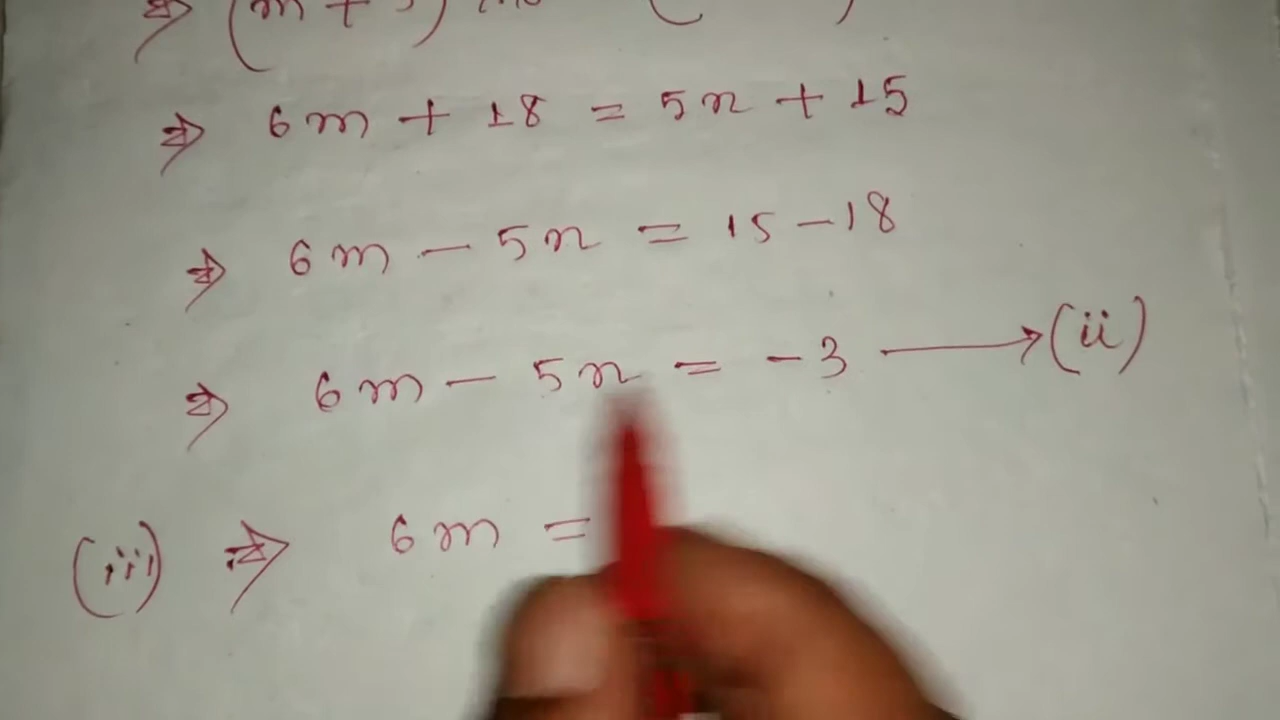 ⇒ 6m + 18 = 5n + 15
⇒ 6m - 5n = 15 - 18
⇒ 6m - 5n = -3 ⟶ (ii)
(iii) ⇒ 6m =